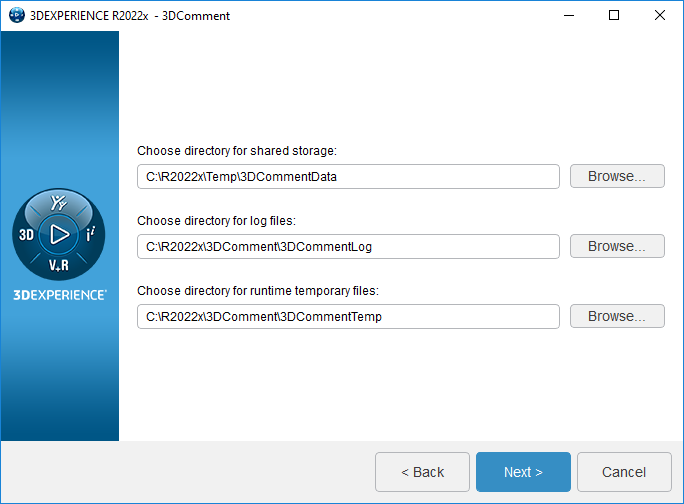 3DEXPERIENCE R2022x - 3DComment
Choose directory for shared storage:
C:\R2022x\Temp\3DCommentData
Browse...
Choose directory for log files:
C:\R2022x\3DComment\3DCommentLog
Browse...
3D
i²
V+R
3DEXPERIENCE®
Choose directory for runtime temporary files:
C:\R2022x\3DComment\3DCommentTemp
Browse...
< Back
Next >
Cancel